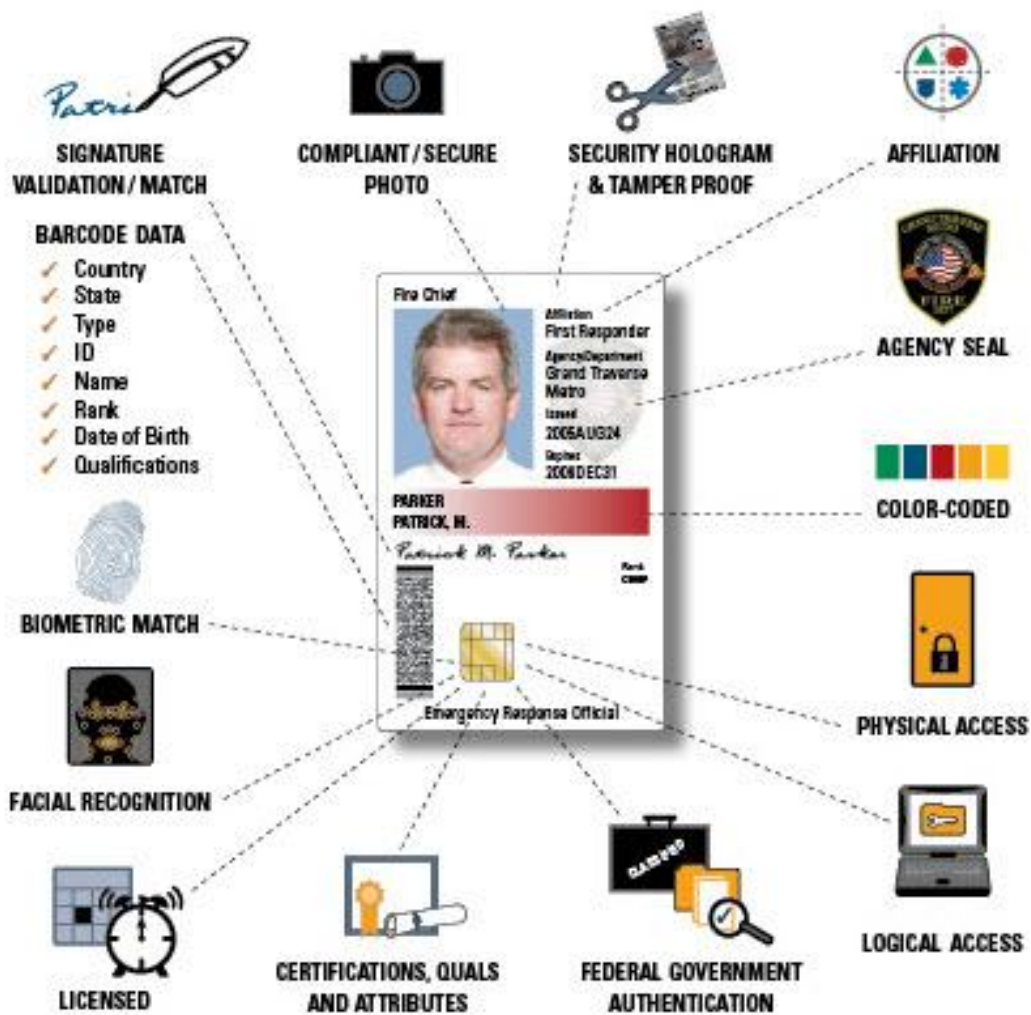 Patri
SIGNATURE
VALIDATION / MATCH
COMPLIANT / SECURE
PHOTO
SECURITY HOLOGRAM
& TAMPER PROOF
AFFILIATION
BARCODE DATA
✓ Country
✓ State
✓ Type
✓ ID
✓ Name
✓ Rank
✓ Date of Birth
✓ Qualifications
FIRE
AGENCY SEAL
Fire Chief
Affiliation
First Responder
Agency/Department
Grand Traverse
Metro
Issued
2005AUG24
Expires
DEC31
PARKER
PATRICK, M.
Patrick M. Parker
Rank
Emergency Response Official
COLOR-CODED
BIOMETRIC MATCH
PHYSICAL ACCESS
FACIAL RECOGNITION
LOGICAL ACCESS
LICENSED
CERTIFICATIONS, QUALS
AND ATTRIBUTES
FEDERAL GOVERNMENT
AUTHENTICATION